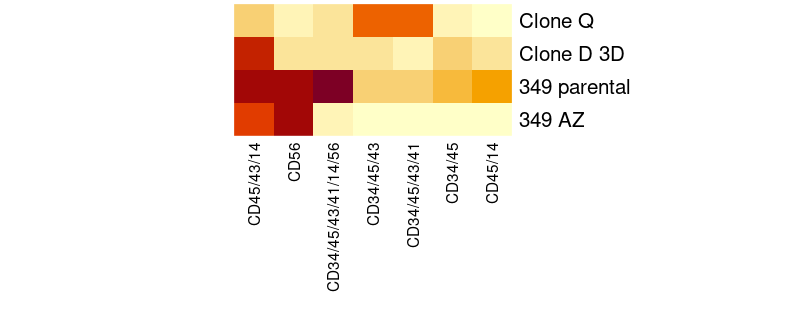 Clone Q
Clone D 3D
349 parental
349 AZ
CD45/43/14
CD56
CD34/45/43/41/14/56
CD34/45/43
CD34/45/43/41
CD34/45
CD45/14